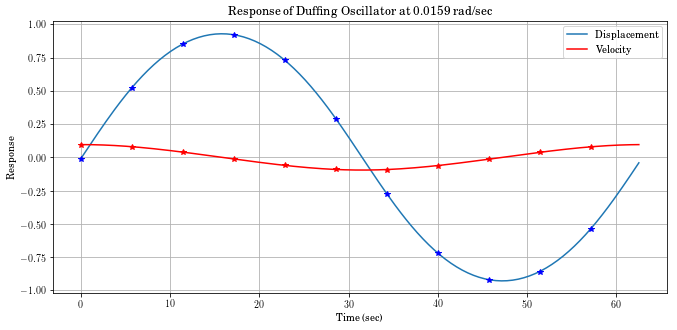 Response of Duffing Oscillator at 0.0159 rad/sec
1.00
0.75
0.50
0.25
0.00
−0.25
−0.50
−0.75
−1.00
Response
Displacement
Velocity
0 10 20 30 40 50 60
Time (sec)